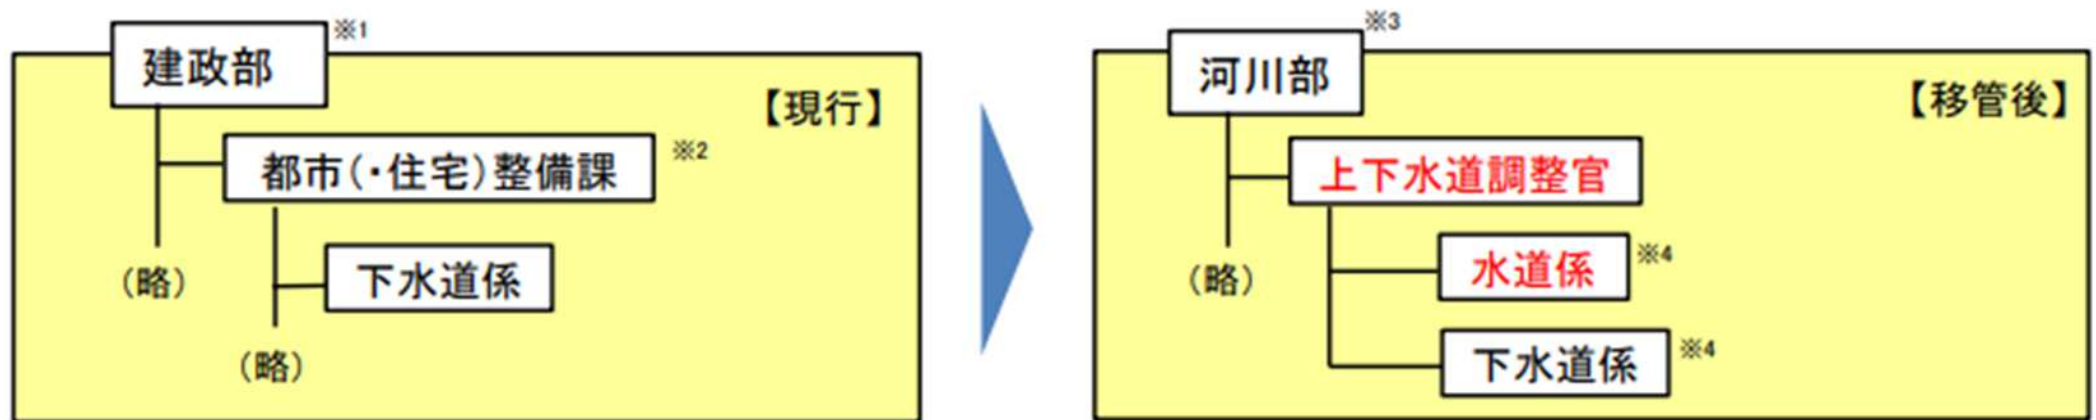 建政部 ※1
【現行】
都市(・住宅)整備課 ※2
下水道係
(略)
(略)
河川部 ※3
【移管後】
上下水道調整官
水道係 ※4
(略)
下水道係 ※4